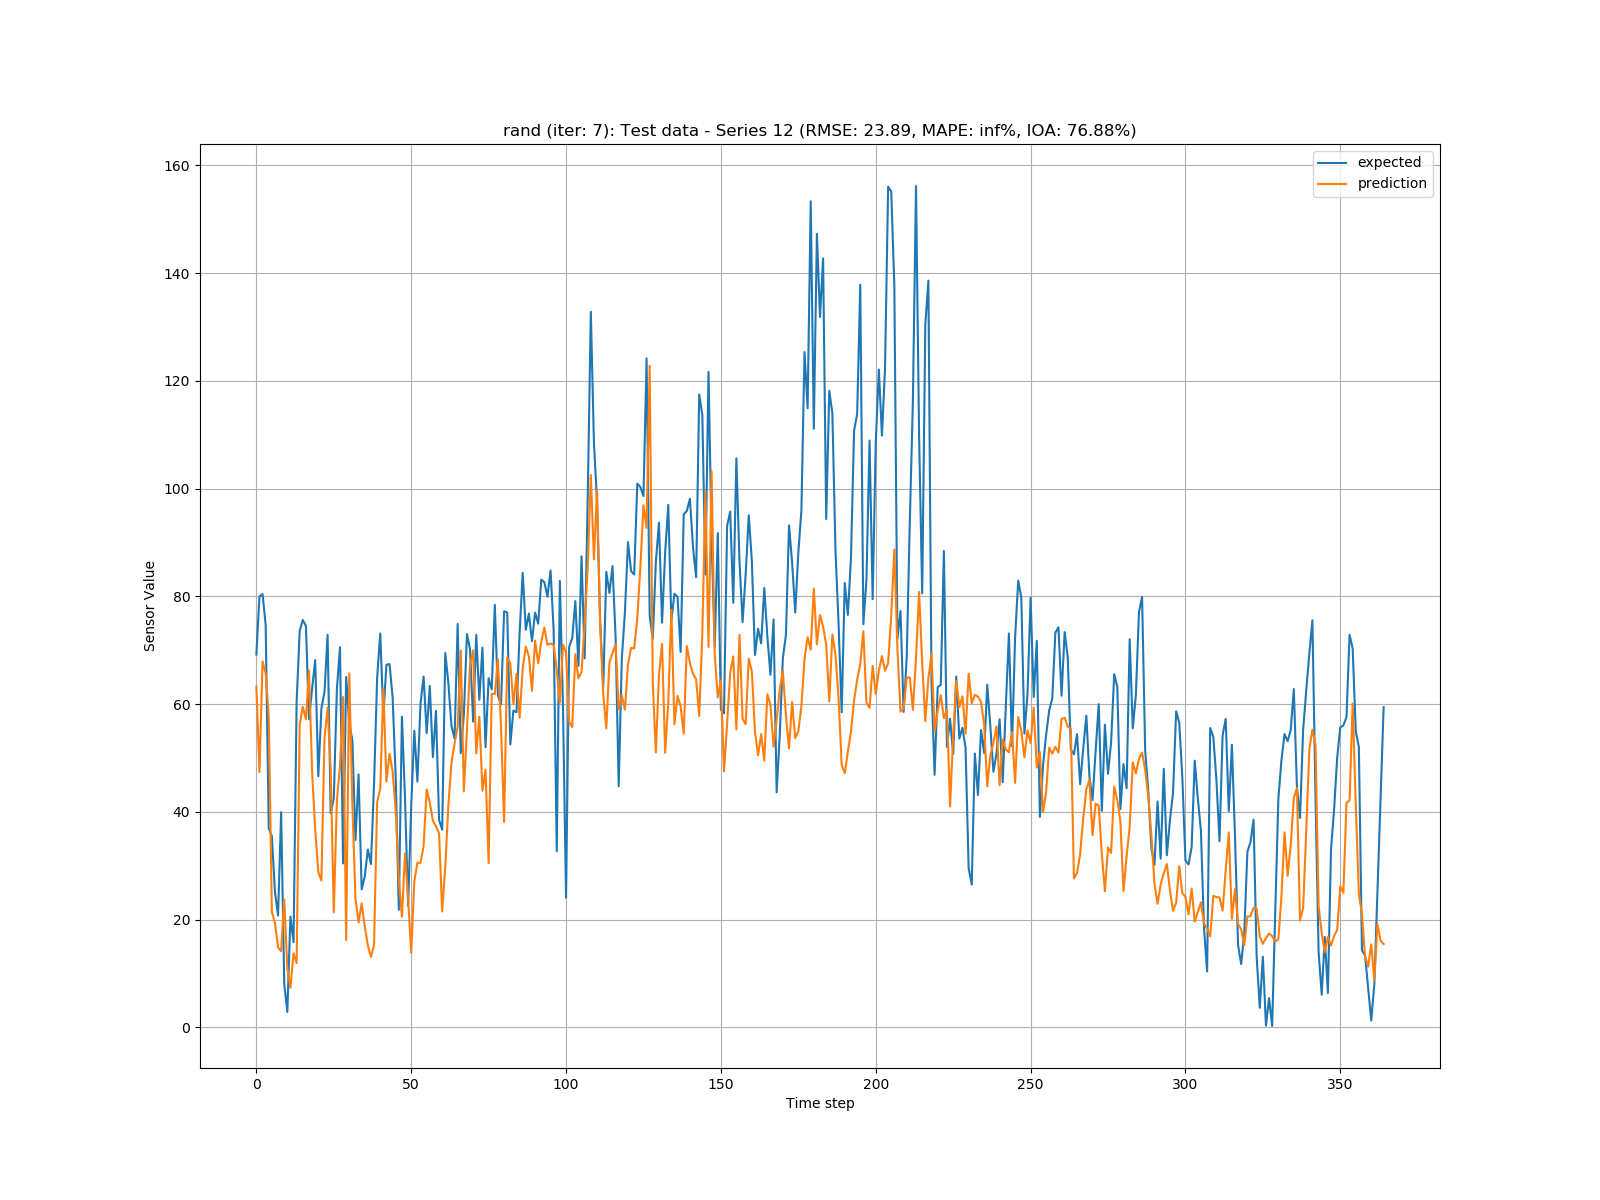 rand (iter: 7): Test data - Series 12 (RMSE: 23.89, MAPE: inf%, IOA: 76.88%)
expected
prediction
160
140
120
100
80
60
40
20
0
Sensor Value
0 50 100 150 200 250 300 350
Time step